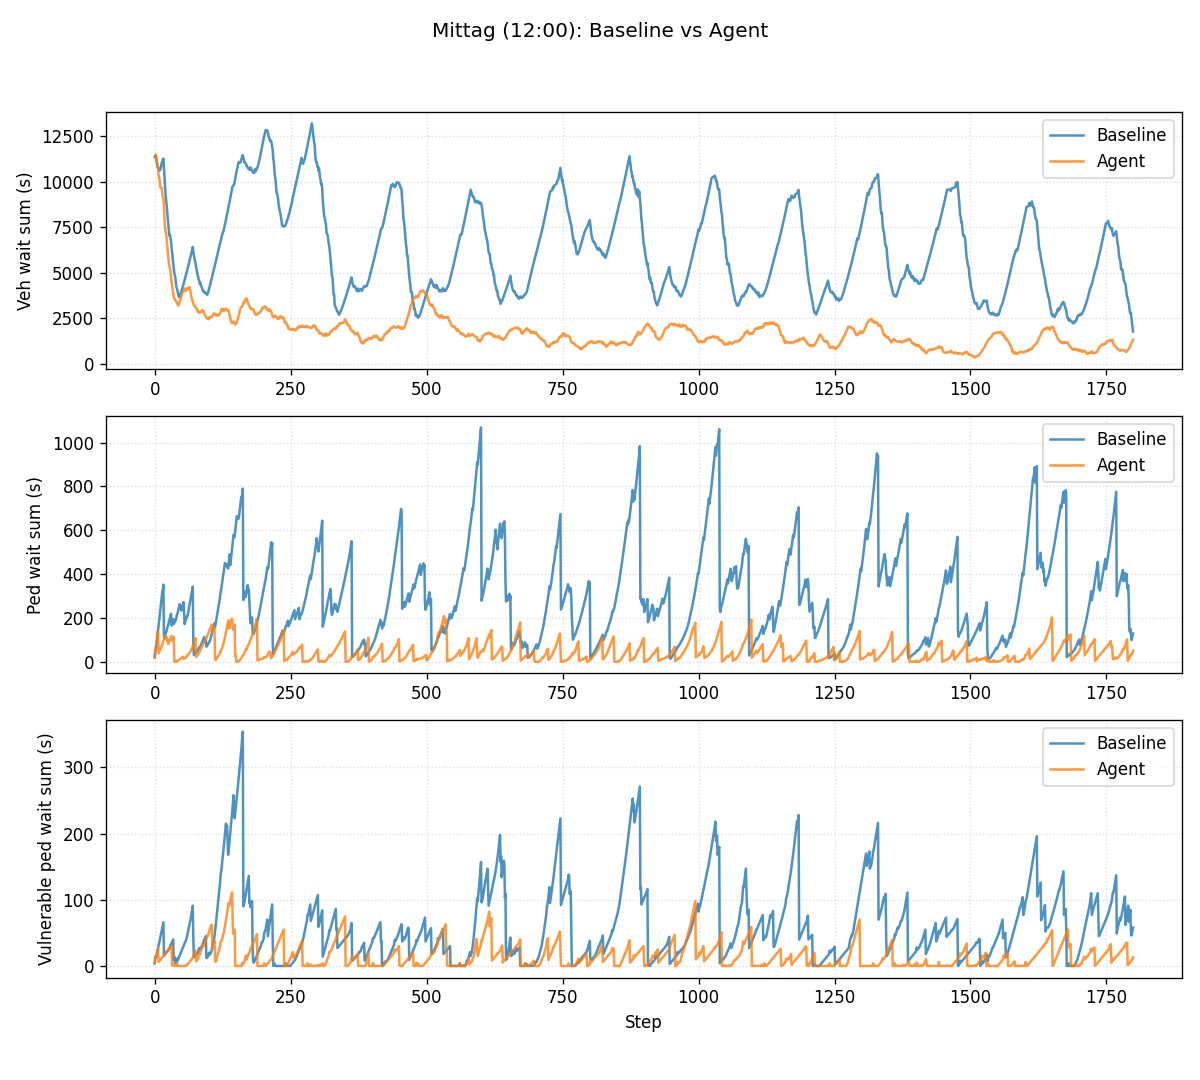 Mittag (12:00): Baseline vs Agent
Veh wait sum (s)
12500
10000
7500
5000
2500
0
Baseline
Agent
0 250 500 750 1000 1250 1500 1750
Ped wait sum (s)
1000
800
600
400
200
0
Baseline
Agent
0 250 500 750 1000 1250 1500 1750
Vulnerable ped wait sum (s)
300
200
100
0
Baseline
Agent
0 250 500 750 1000 1250 1500 1750
Step